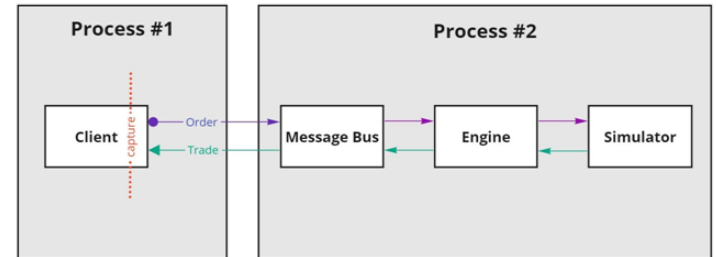 Process #1
Process #2
Client
capture
Order
Trade
Message Bus
Engine
Simulator